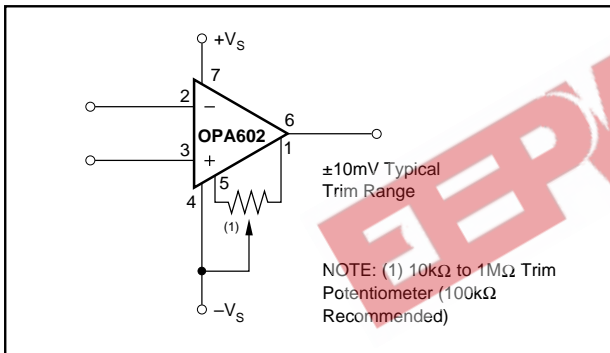 +VS
7
2
–
6
OPA602
3
+
1
5
4
±10mV Typical
Trim Range
(1)
NOTE: (1) 10kΩ to 1MΩ Trim
Potentiometer (100kΩ
Recommended)
–VS